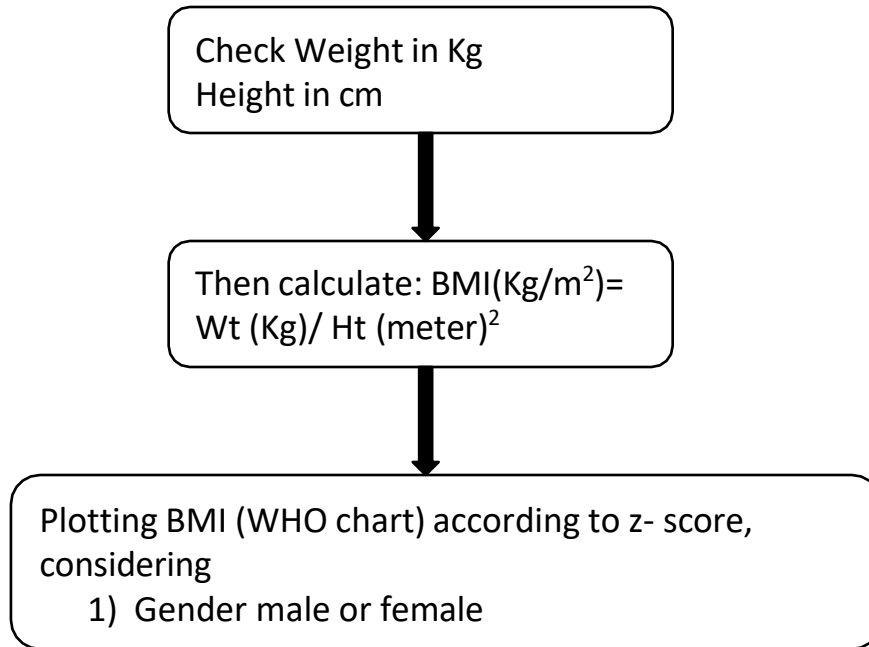 Check Weight in Kg
Height in cm
Then calculate: BMI(Kg/m²)=
Wt (Kg)/ Ht (meter)²
Plotting BMI (WHO chart) according to z- score,
considering
1) Gender male or female